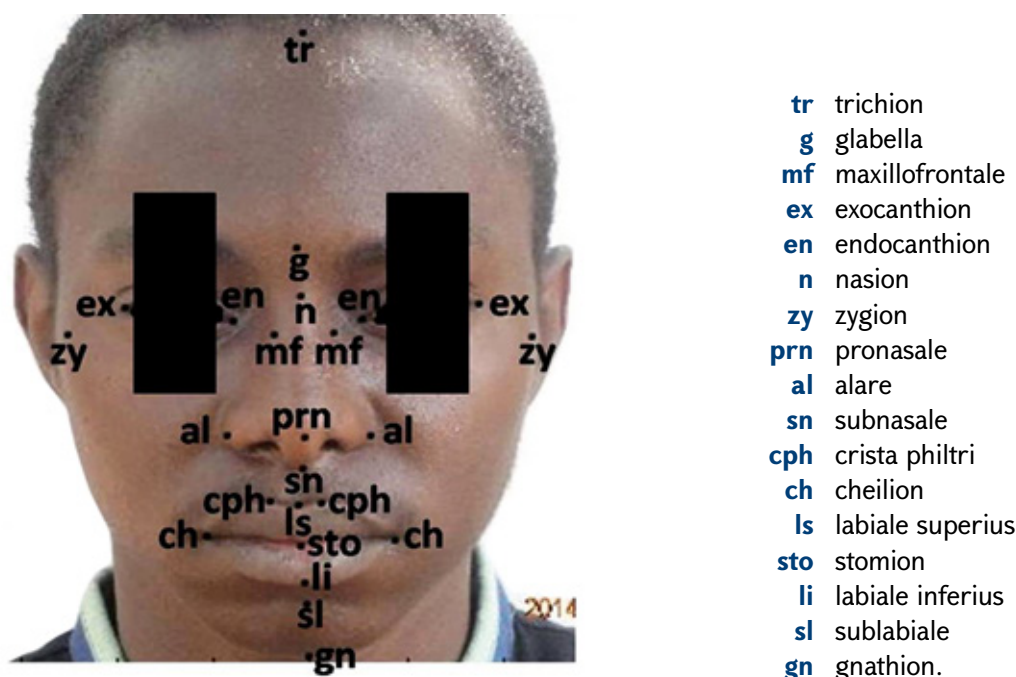 tr
g
ex en en ex
n
zy mf mf zy
prn
al al
sn
cph cph
ls
ch sto ch
li
sl
2014
gn
tr trichion
g glabella
mf maxillofrontale
ex exocanthion
en endocanthion
n nasion
zy zygion
prn pronasale
al alare
sn subnasale
cph crista philtri
ch cheilion
ls labiale superius
sto stomion
li labiale inferius
sl sublabiale
gn gnathion.